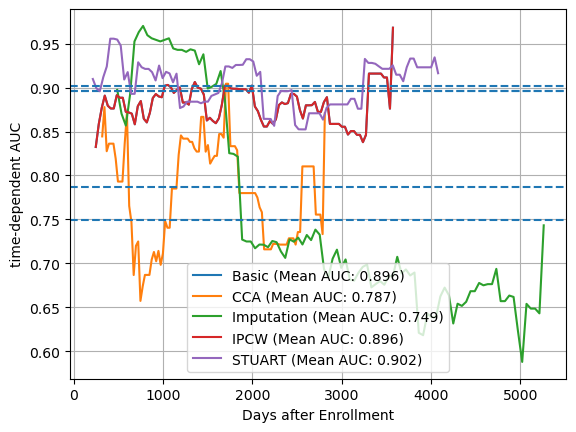 0.95
0.90
0.85
0.80
0.75
0.70
0.65
0.60
time-dependent AUC
Basic (Mean AUC: 0.896)
CCA (Mean AUC: 0.787)
Imputation (Mean AUC: 0.749)
IPCW (Mean AUC: 0.896)
STUART (Mean AUC: 0.902)
0 1000 2000 3000 4000 5000
Days after Enrollment